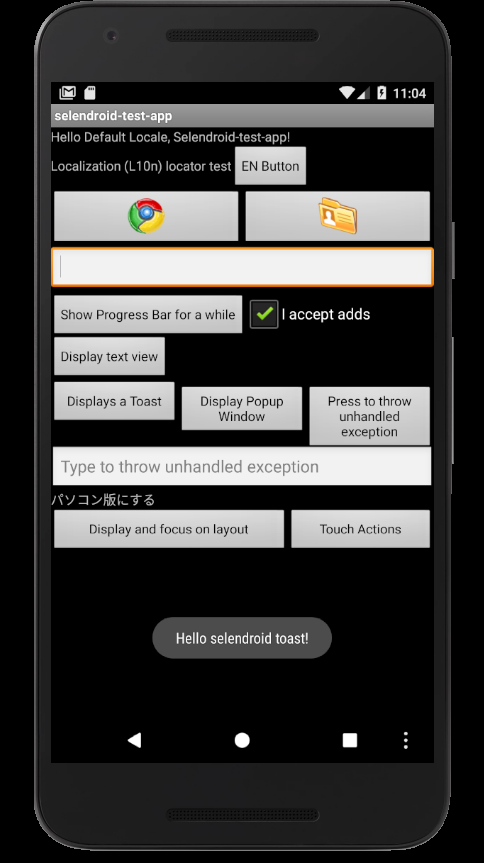 11:04
selendroid-test-app
Hello Default Locale, Selendroid-test-app!
Localization (L10n) locator test
EN Button
Show Progress Bar for a while
I accept adds
Display text view
Displays a Toast
Display Popup
Window
Press to throw
unhandled
exception
Type to throw unhandled exception
パソコン版にする
Display and focus on layout
Touch Actions
Hello selendroid toast!